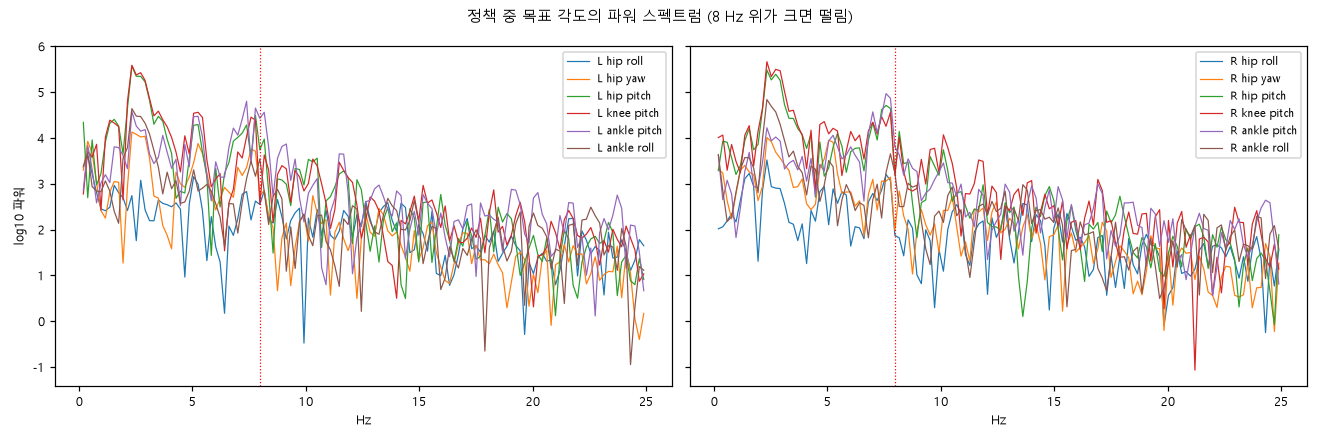 정책 중 목표 각도의 파워 스펙트럼 (8 Hz 위가 크면 떨림)
log10 파워
6
5
4
3
2
1
0
-1
L hip roll
L hip yaw
L hip pitch
L knee pitch
L ankle pitch
L ankle roll
0
5
10
15
20
25
Hz
R hip roll
R hip yaw
R hip pitch
R knee pitch
R ankle pitch
R ankle roll
0
5
10
15
20
25
Hz